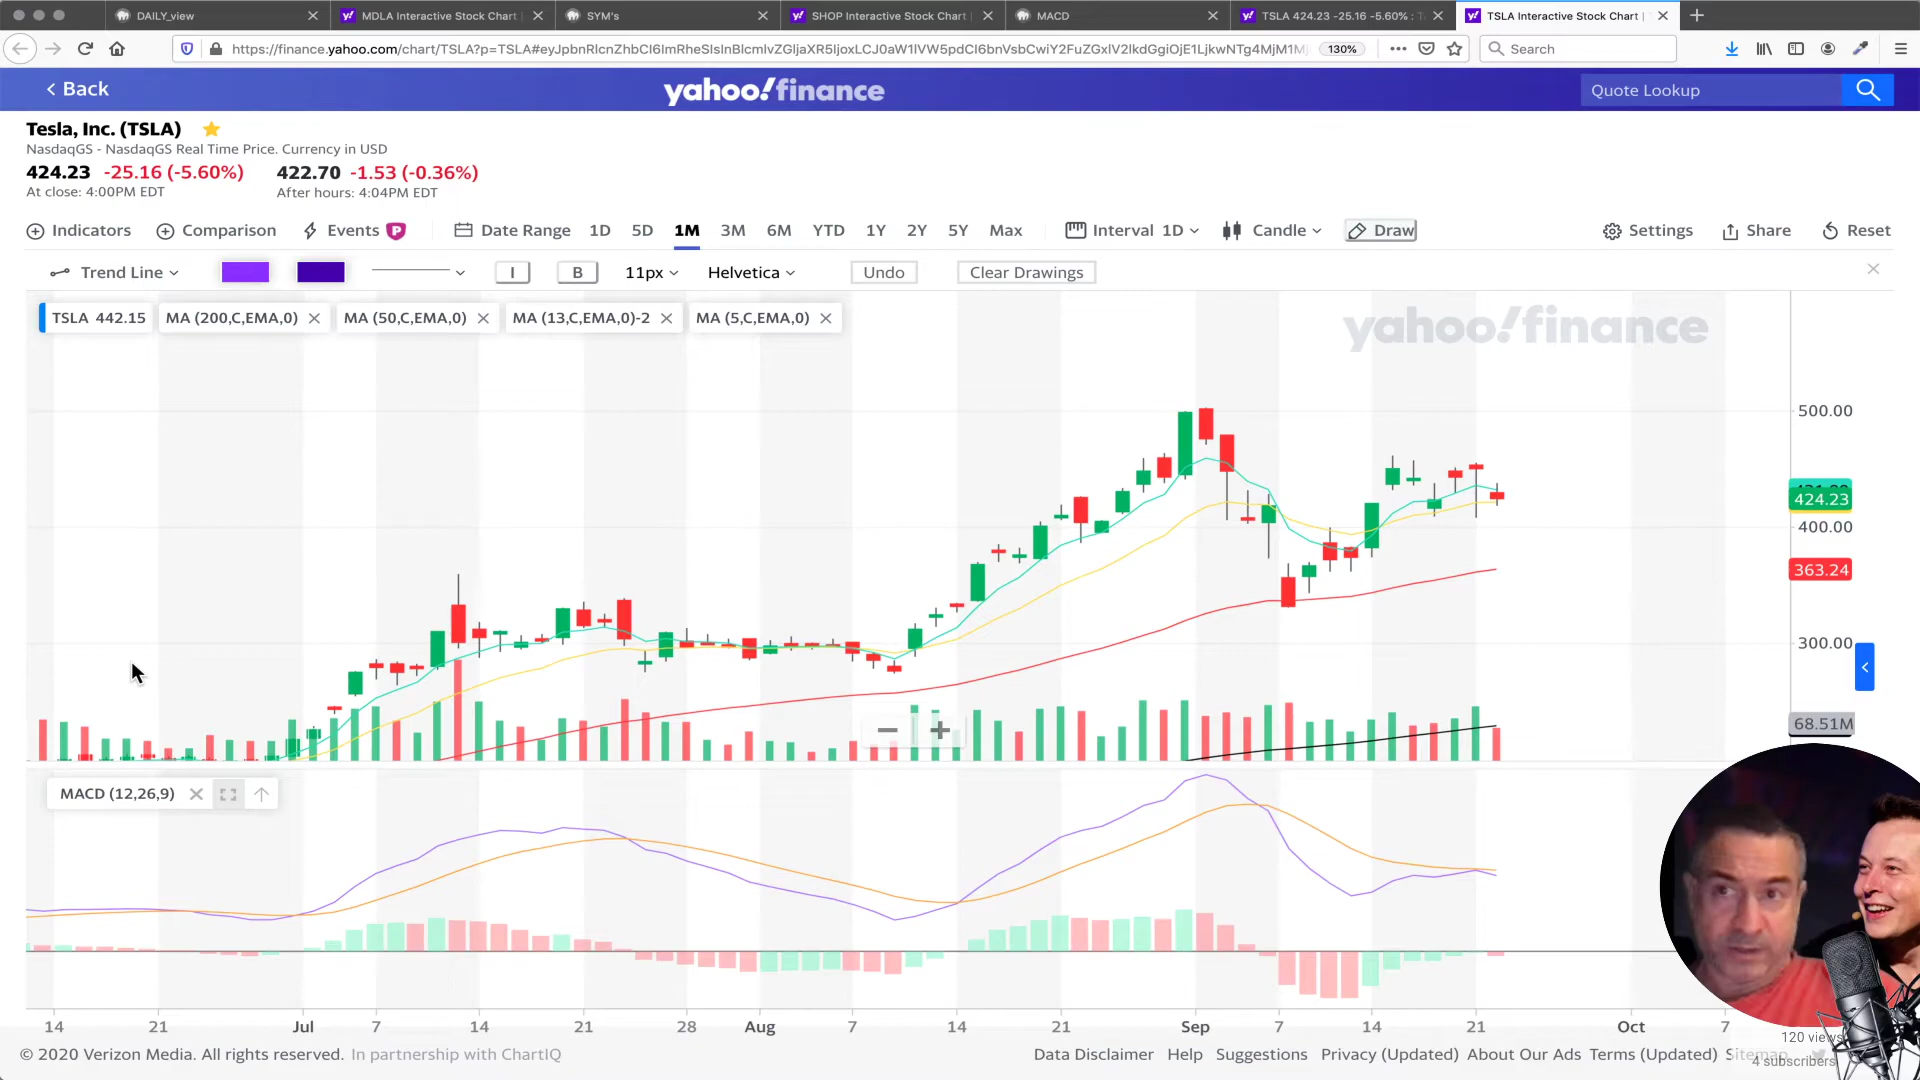 DAILY_view
MDLA Interactive Stock Chart
SYM's
SHOP Interactive Stock Chart
MACD
TSLA 424.23 -25.16 -5.60% :
TSLA Interactive Stock Chart
130%
Search
Back
yahoo!finance
Quote Lookup
Tesla, Inc. (TSLA)
NasdaqGS - NasdaqGS Real Time Price. Currency in USD
424.23 -25.16 (-5.60%) 422.70 -1.53 (-0.36%)
At close: 4:00PM EDT After hours: 4:04PM EDT
Indicators Comparison Events P Date Range 1D 5D 1M 3M 6M YTD 1Y 2Y 5Y Max Interval 1D Candle Draw Settings Share Reset
Trend Line I B 11px Helvetica Undo Clear Drawings
TSLA 442.15 MA (200,C,EMA,0) MA (50,C,EMA,0) MA (13,C,EMA,0)-2 MA (5,C,EMA,0)
yahoo!finance
500.00
424.23
400.00
363.24
300.00
68.51M
MACD (12,26,9)
14 21 Jul 7 14 21 28 Aug 7 14 21 Sep 7 14 21 Oct 7
© 2020 Verizon Media. All rights reserved. In partnership with ChartIQ
Data Disclaimer Help Suggestions Privacy (Updated) About Our Ads Terms (Updated) Sitemap
120 views
4 subscribers